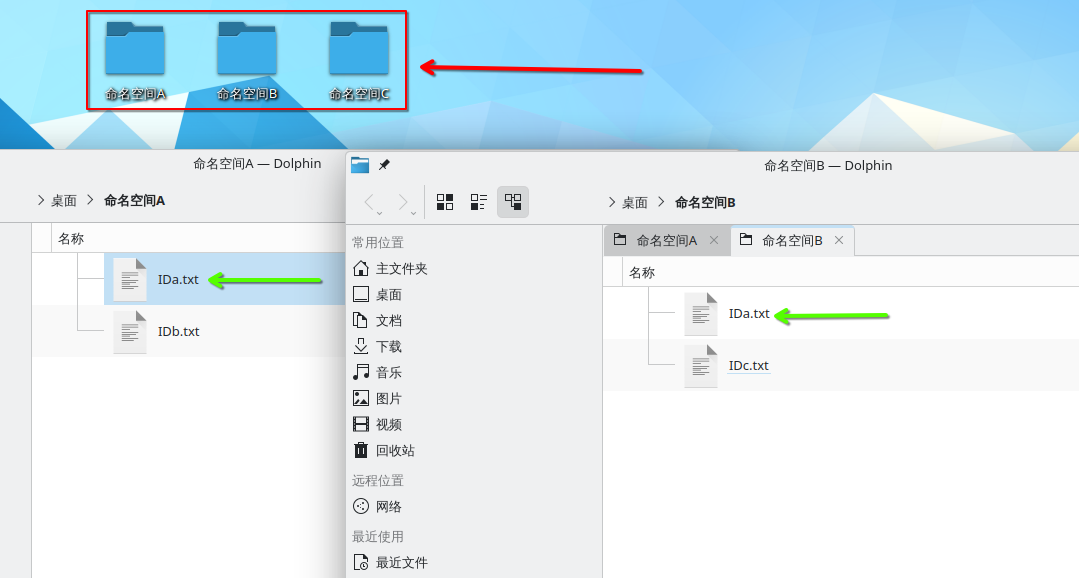 命名空间A
命名空间B
命名空间C
命名空间A — Dolphin
桌面
命名空间A
名称
IDa.txt
IDb.txt
命名空间B — Dolphin
桌面
命名空间B
常用位置
主文件夹
桌面
文档
下载
音乐
图片
视频
回收站
远程位置
网络
最近使用
最近文件
命名空间A
命名空间B
名称
IDa.txt
IDc.txt